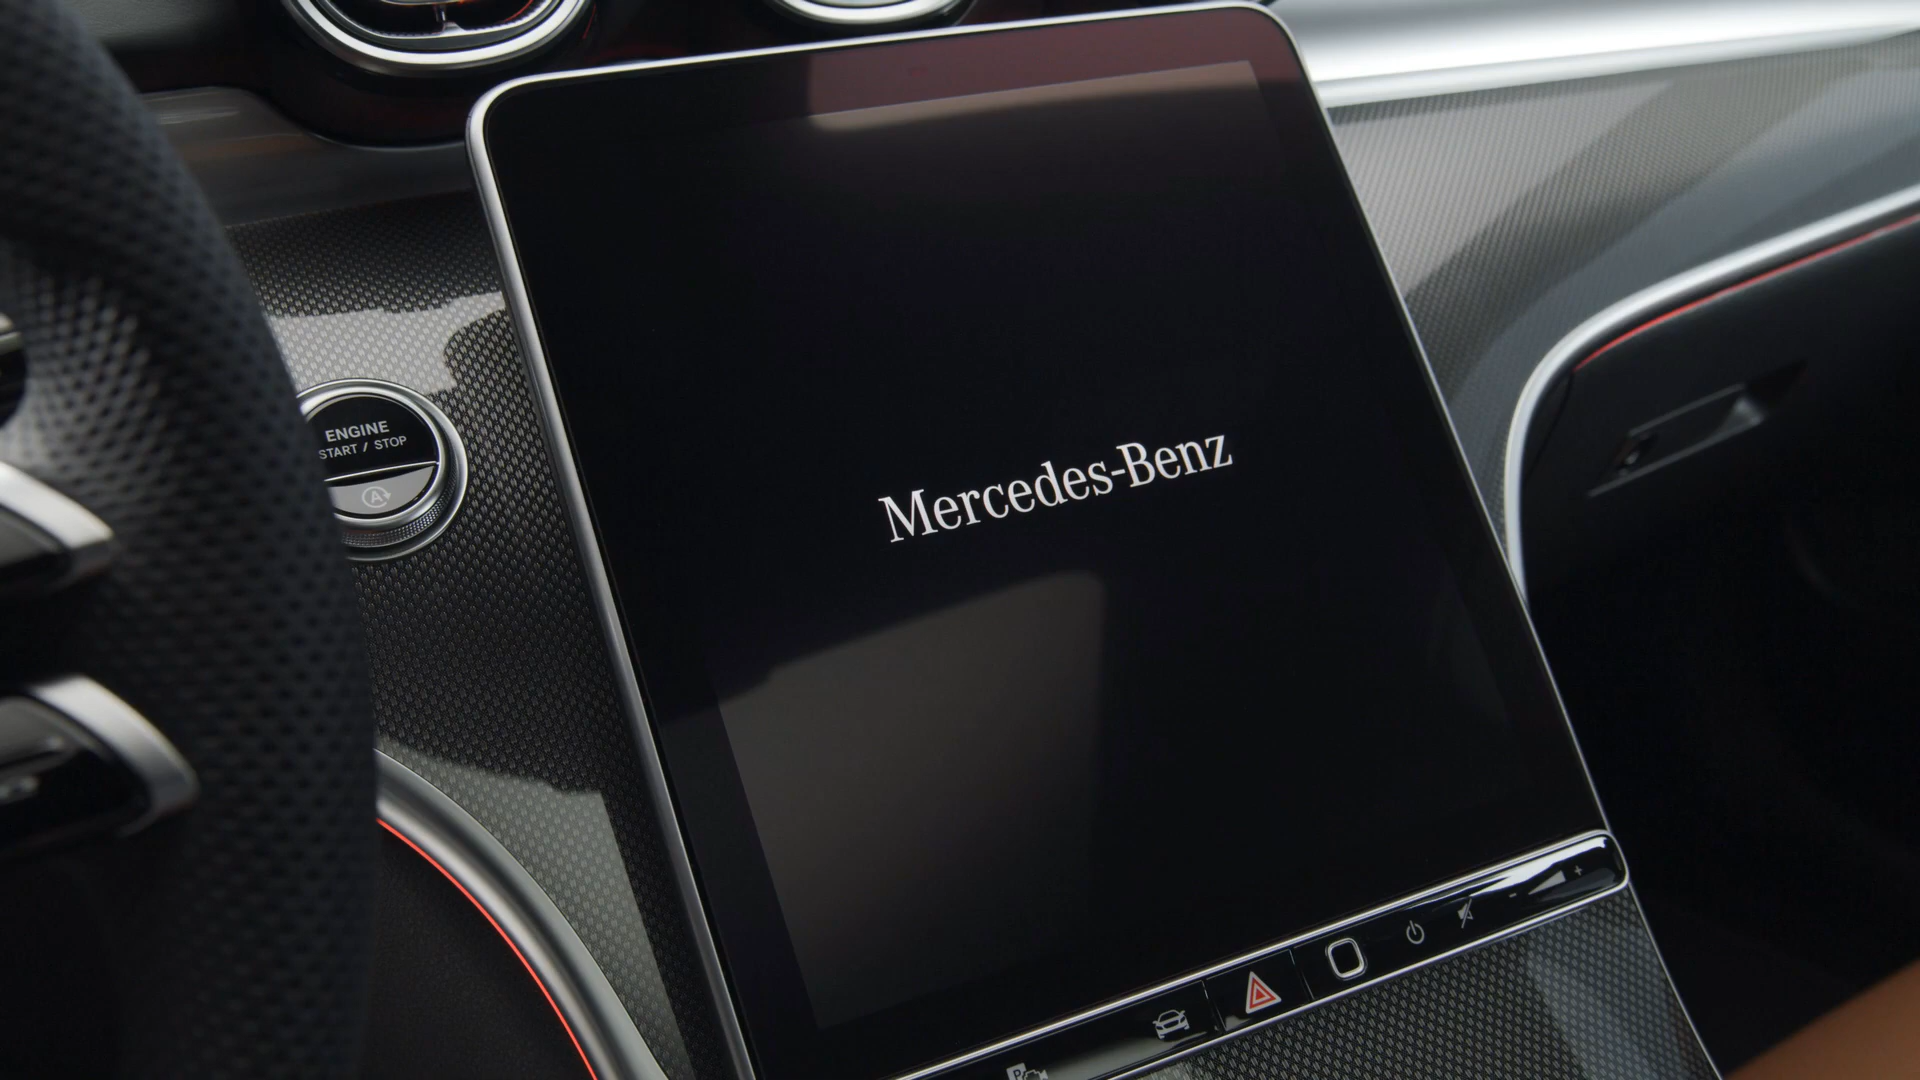 ENGINE
START / STOP
A
Mercedes-Benz
- +
P